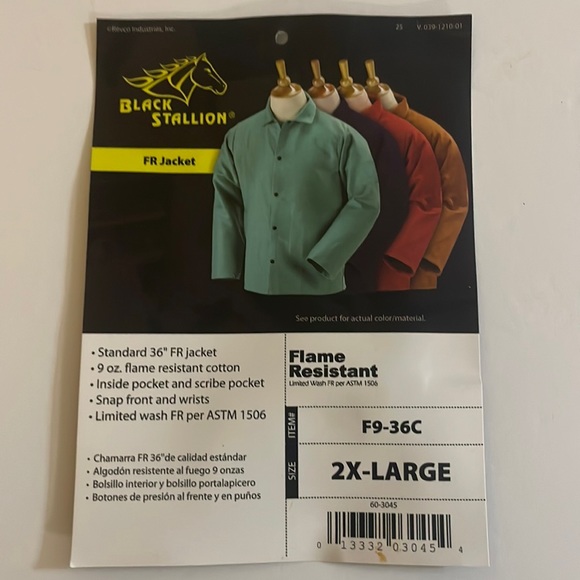 ©Revco Industries, Inc.
25 V. 039-1210-01
BLACK
STALLION®
FR Jacket
See product for actual color/material.
• Standard 36" FR jacket
• 9 oz. flame resistant cotton
• Inside pocket and scribe pocket
• Snap front and wrists
• Limited wash FR per ASTM 1506
• Chamarra FR 36"de calidad estándar
• Algodón resistente al fuego 9 onzas
• Bolsillo interior y bolsillo portalapicero
• Botones de presión al frente y en puños
Flame
Resistant
Limited Wash FR per ASTM 1506
ITEM# F9-36C
SIZE 2X-LARGE
60-3045
0 13332 03045 4